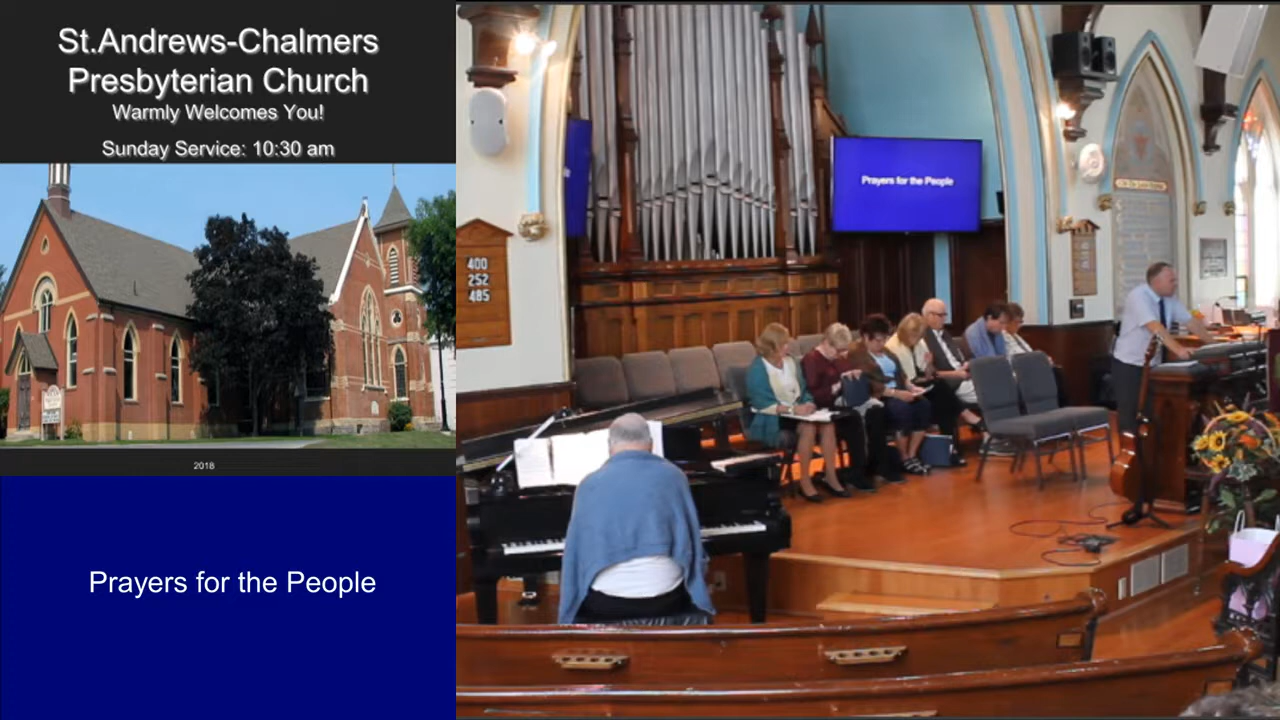 St.Andrews-Chalmers
Presbyterian Church
Warmly Welcomes You!
Sunday Service: 10:30 am
2018
Prayers for the People
Prayers for the People
400
252
485